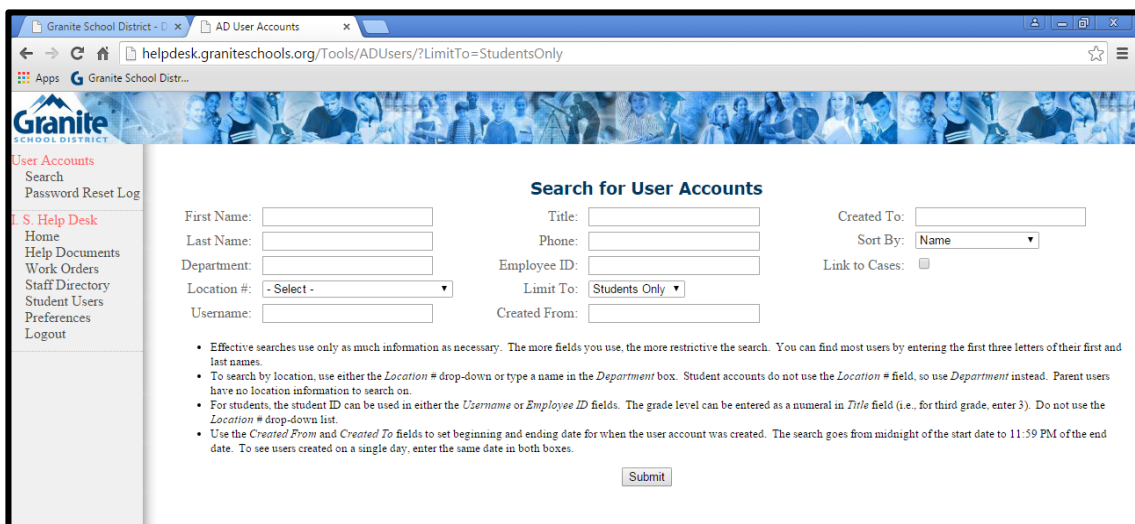 Granite School District - D
AD User Accounts
helpdesk.graniteschools.org/Tools/ADUsers/?LimitTo=StudentsOnly
Apps Granite School Distr...
Granite
SCHOOL DISTRICT
User Accounts
Search
Password Reset Log
I. S. Help Desk
Home
Help Documents
Work Orders
Staff Directory
Student Users
Preferences
Logout
Search for User Accounts
First Name: Title: Created To:
Last Name: Phone: Sort By: Name
Department: Employee ID: Link to Cases:
Location #: - Select - Limit To: Students Only
Username: Created From:
• Effective searches use only as much information as necessary. The more fields you use, the more restrictive the search. You can find most users by entering the first three letters of their first and
last names.
• To search by location, use either the Location # drop-down or type a name in the Department box. Student accounts do not use the Location # field, so use Department instead. Parent users
have no location information to search on.
• For students, the student ID can be used in either the Username or Employee ID fields. The grade level can be entered as a numeral in Title field (i.e., for third grade, enter 3). Do not use the
Location # drop-down list.
• Use the Created From and Created To fields to set beginning and ending date for when the user account was created. The search goes from midnight of the start date to 11:59 PM of the end
date. To see users created on a single day, enter the same date in both boxes.
Submit